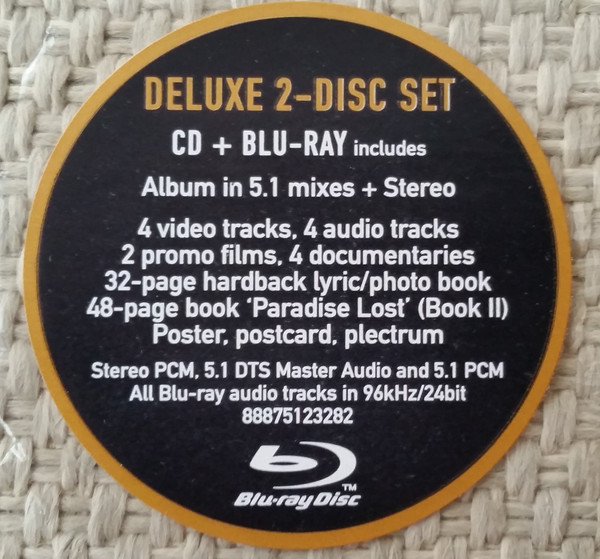 DELUXE 2-DISC SET
CD + BLU-RAY includes
Album in 5.1 mixes + Stereo
4 video tracks, 4 audio tracks
2 promo films, 4 documentaries
32-page hardback lyric/photo book
48-page book ‘Paradise Lost’ (Book II)
Poster, postcard, plectrum
Stereo PCM, 5.1 DTS Master Audio and 5.1 PCM
All Blu-ray audio tracks in 96kHz/24bit
88875123282
Blu-ray Disc™